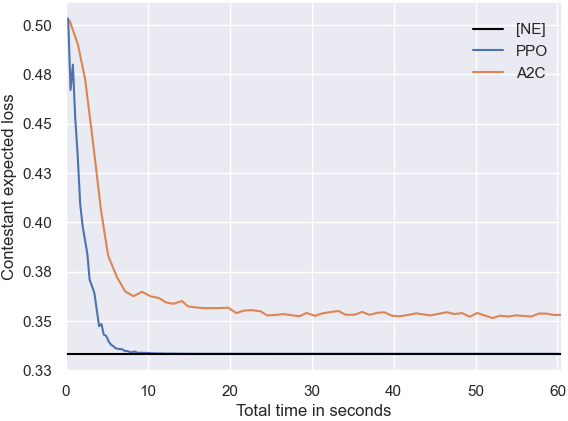 Contestant expected loss
0.50
0.48
0.45
0.43
0.40
0.38
0.35
0.33
[NE]
PPO
A2C
0 10 20 30 40 50 60
Total time in seconds